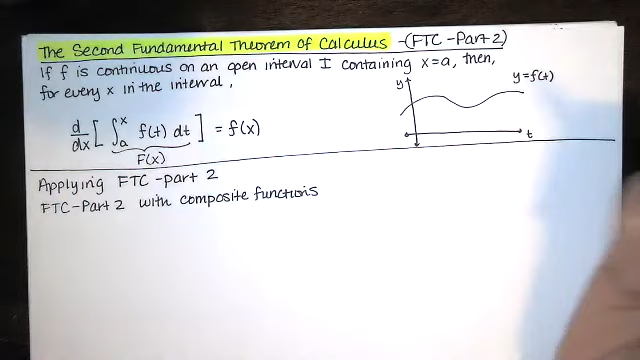 The Second Fundamental Theorem of Calculus - (FTC-Part 2)
If f is continuous on an open interval I containing x=a, then,
for every x in the interval,
d/dx [ ∫ₐˣ f(t) dt ] = f(x)
F(x)
y
y=f(t)
t
Applying FTC-part 2
FTC-Part 2 with composite functions